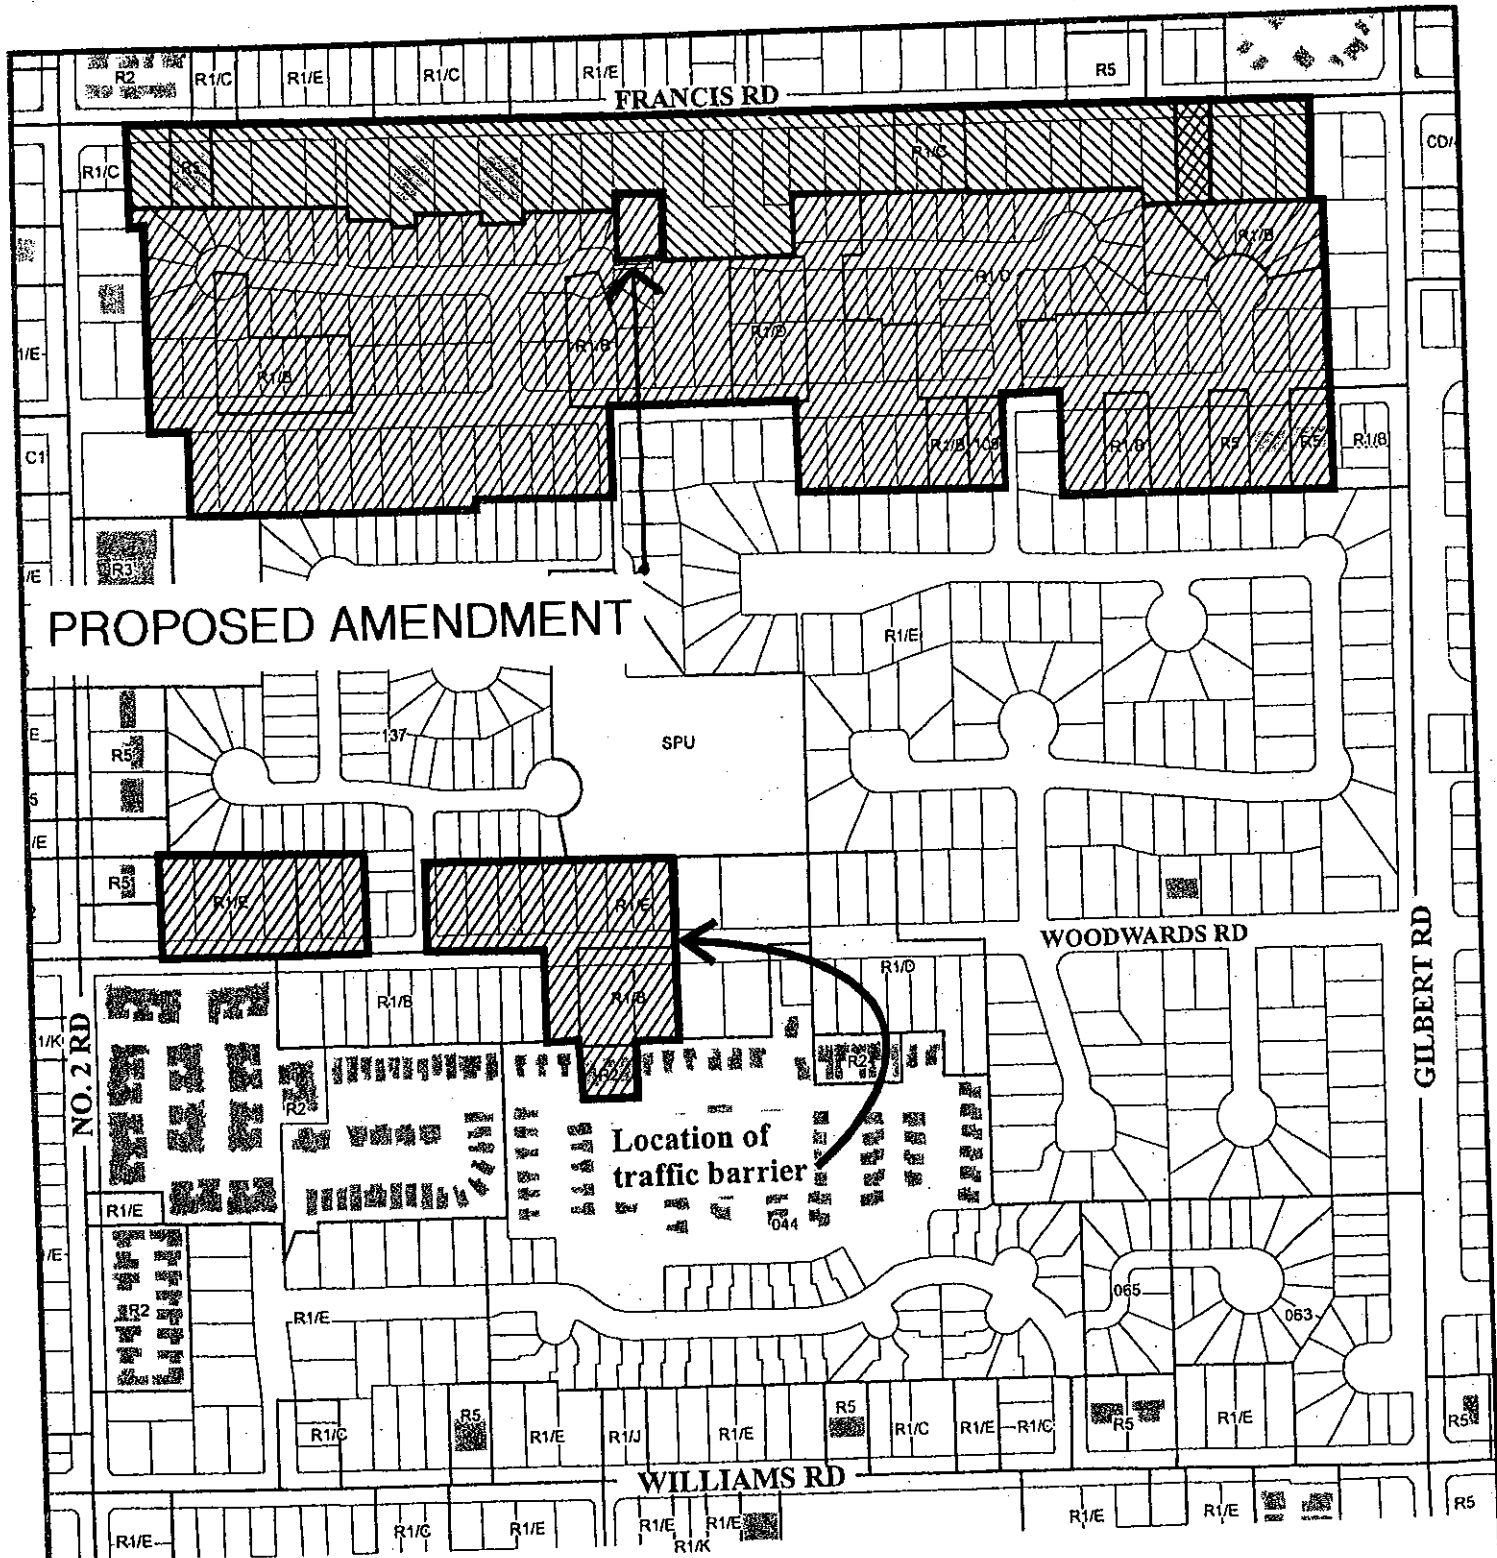 R2
R1/C
R1/E
R1/C
R1/E
R5
FRANCIS RD
R1/C
R5
R1/C
CD/
R1/B
R1/D
R1/D
R1/B
1/E-
R1/B
C1
R1/B
108
R1/B
R5
R5
R1/B
R3
/E
PROPOSED AMENDMENT
R1/E
E
137
SPU
R5
5
/E
R5
R1/E
R1/E
WOODWARDS RD
GILBERT RD
R1/D
R1/B
R1/B
1/K
NO. 2 RD
R2
R2
Location of
traffic barrier
R1/E
044
/E-
R2
R1/E
065
063
R1/C
R5
R1/E
R1/J
R1/E
R5
R1/C
R1/E
R1/C
R5
R1/E
R5
WILLIAMS RD
R1/E
R1/C
R1/E
R1/E
R1/E
R1/K
R1/E
R1/E
R5